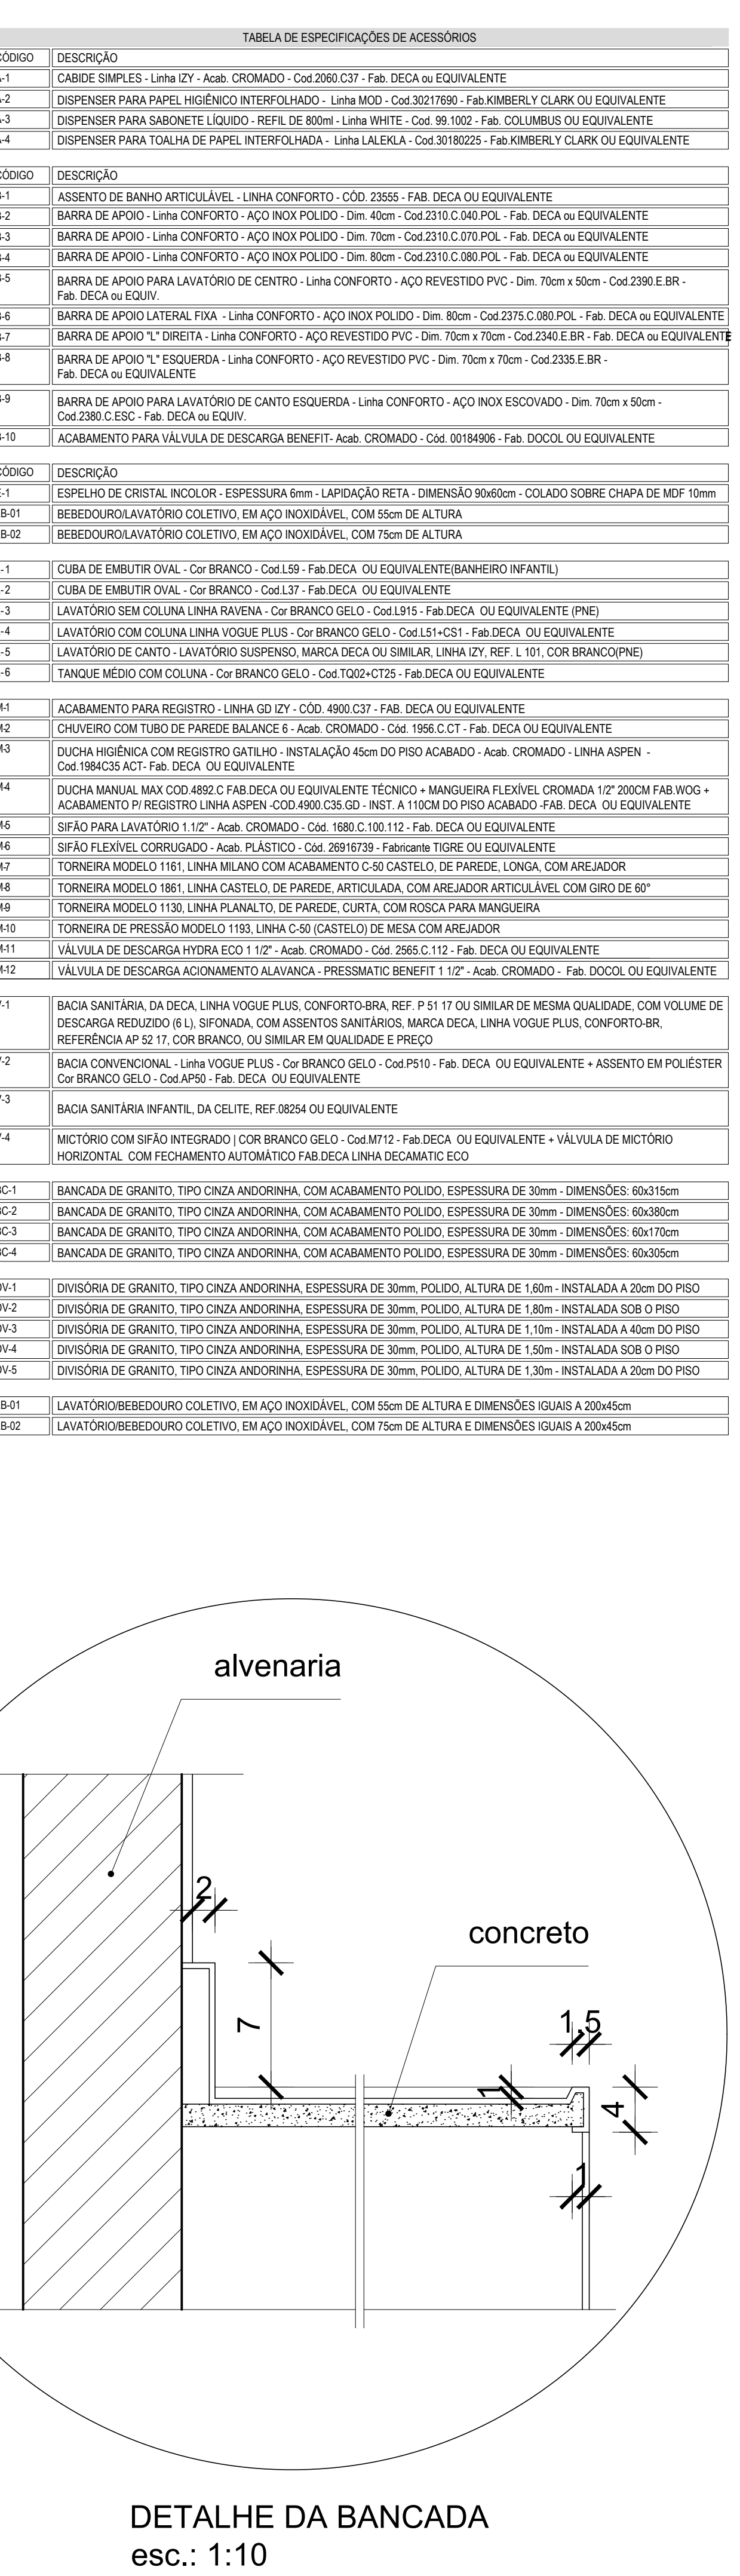 TABELA DE ESPECIFICAÇÕES DE ACESSÓRIOS
CÓDIGO DESCRIÇÃO
A-1 CABIDE SIMPLES - Linha IZY - Acab. CROMADO - Cod.2060.C37 - Fab. DECA ou EQUIVALENTE
A-2 DISPENSER PARA PAPEL HIGIÊNICO INTERFOLHADO - Linha MOD - Cod.30217690 - Fab.KIMBERLY CLARK OU EQUIVALENTE
A-3 DISPENSER PARA SABONETE LÍQUIDO - REFIL DE 800ml - Linha WHITE - Cod. 99.1002 - Fab. COLUMBUS OU EQUIVALENTE
A-4 DISPENSER PARA TOALHA DE PAPEL INTERFOLHADA - Linha LALEKLA - Cod.30180225 - Fab.KIMBERLY CLARK OU EQUIVALENTE
CÓDIGO DESCRIÇÃO
-1 ASSENTO DE BANHO ARTICULÁVEL - LINHA CONFORTO - CÓD. 23555 - FAB. DECA OU EQUIVALENTE
-2 BARRA DE APOIO - Linha CONFORTO - AÇO INOX POLIDO - Dim. 40cm - Cod.2310.C.040.POL - Fab. DECA ou EQUIVALENTE
-3 BARRA DE APOIO - Linha CONFORTO - AÇO INOX POLIDO - Dim. 70cm - Cod.2310.C.070.POL - Fab. DECA ou EQUIVALENTE
-4 BARRA DE APOIO - Linha CONFORTO - AÇO INOX POLIDO - Dim. 80cm - Cod.2310.C.080.POL - Fab. DECA ou EQUIVALENTE
-5 BARRA DE APOIO PARA LAVATÓRIO DE CENTRO - Linha CONFORTO - AÇO REVESTIDO PVC - Dim. 70cm x 50cm - Cod.2390.E.BR -
Fab. DECA ou EQUIV.
-6 BARRA DE APOIO LATERAL FIXA - Linha CONFORTO - AÇO INOX POLIDO - Dim. 80cm - Cod.2375.C.080.POL - Fab. DECA ou EQUIVALENTE
-7 BARRA DE APOIO "L" DIREITA - Linha CONFORTO - AÇO REVESTIDO PVC - Dim. 70cm x 70cm - Cod.2340.E.BR - Fab. DECA ou EQUIVALENTE
-8 BARRA DE APOIO "L" ESQUERDA - Linha CONFORTO - AÇO REVESTIDO PVC - Dim. 70cm x 70cm - Cod.2335.E.BR -
Fab. DECA ou EQUIVALENTE
-9 BARRA DE APOIO PARA LAVATÓRIO DE CANTO ESQUERDA - Linha CONFORTO - AÇO INOX ESCOVADO - Dim. 70cm x 50cm -
Cod.2380.C.ESC - Fab. DECA ou EQUIV.
-10 ACABAMENTO PARA VÁLVULA DE DESCARGA BENEFIT- Acab. CROMADO - Cód. 00184906 - Fab. DOCOL OU EQUIVALENTE
CÓDIGO DESCRIÇÃO
E-1 ESPELHO DE CRISTAL INCOLOR - ESPESSURA 6mm - LAPIDAÇÃO RETA - DIMENSÃO 90x60cm - COLADO SOBRE CHAPA DE MDF 10mm
B-01 BEBEDOURO/LAVATÓRIO COLETIVO, EM AÇO INOXIDÁVEL, COM 55cm DE ALTURA
B-02 BEBEDOURO/LAVATÓRIO COLETIVO, EM AÇO INOXIDÁVEL, COM 75cm DE ALTURA
-1 CUBA DE EMBUTIR OVAL - Cor BRANCO - Cod.L59 - Fab.DECA OU EQUIVALENTE(BANHEIRO INFANTIL)
-2 CUBA DE EMBUTIR OVAL - Cor BRANCO - Cod.L37 - Fab.DECA OU EQUIVALENTE
-3 LAVATÓRIO SEM COLUNA LINHA RAVENA - Cor BRANCO GELO - Cod.L915 - Fab.DECA OU EQUIVALENTE (PNE)
-4 LAVATÓRIO COM COLUNA LINHA VOGUE PLUS - Cor BRANCO GELO - Cod.L51+CS1 - Fab.DECA OU EQUIVALENTE
-5 LAVATÓRIO DE CANTO - LAVATÓRIO SUSPENSO, MARCA DECA OU SIMILAR, LINHA IZY, REF. L 101, COR BRANCO(PNE)
-6 TANQUE MÉDIO COM COLUNA - Cor BRANCO GELO - Cod.TQ02+CT25 - Fab.DECA OU EQUIVALENTE
M-1 ACABAMENTO PARA REGISTRO - LINHA GD IZY - CÓD. 4900.C37 - FAB. DECA OU EQUIVALENTE
M-2 CHUVEIRO COM TUBO DE PAREDE BALANCE 6 - Acab. CROMADO - Cód. 1956.C.CT - Fab. DECA OU EQUIVALENTE
M-3 DUCHA HIGIÊNICA COM REGISTRO GATILHO - INSTALAÇÃO 45cm DO PISO ACABADO - Acab. CROMADO - LINHA ASPEN -
Cod.1984C35 ACT- Fab. DECA OU EQUIVALENTE
M-4 DUCHA MANUAL MAX COD.4892.C FAB.DECA OU EQUIVALENTE TÉCNICO + MANGUEIRA FLEXÍVEL CROMADA 1/2" 200CM FAB.WOG +
ACABAMENTO P/ REGISTRO LINHA ASPEN -COD.4900.C35.GD - INST. A 110CM DO PISO ACABADO -FAB. DECA OU EQUIVALENTE
M-5 SIFÃO PARA LAVATÓRIO 1.1/2" - Acab. CROMADO - Cód. 1680.C.100.112 - Fab. DECA OU EQUIVALENTE
M-6 SIFÃO FLEXÍVEL CORRUGADO - Acab. PLÁSTICO - Cód. 26916739 - Fabricante TIGRE OU EQUIVALENTE
M-7 TORNEIRA MODELO 1161, LINHA MILANO COM ACABAMENTO C-50 CASTELO, DE PAREDE, LONGA, COM AREJADOR
M-8 TORNEIRA MODELO 1861, LINHA CASTELO, DE PAREDE, ARTICULADA, COM AREJADOR ARTICULÁVEL COM GIRO DE 60°
M-9 TORNEIRA MODELO 1130, LINHA PLANALTO, DE PAREDE, CURTA, COM ROSCA PARA MANGUEIRA
M-10 TORNEIRA DE PRESSÃO MODELO 1193, LINHA C-50 (CASTELO) DE MESA COM AREJADOR
M-11 VÁLVULA DE DESCARGA HYDRA ECO 1 1/2" - Acab. CROMADO - Cód. 2565.C.112 - Fab. DECA OU EQUIVALENTE
M-12 VÁLVULA DE DESCARGA ACIONAMENTO ALAVANCA - PRESSMATIC BENEFIT 1 1/2" - Acab. CROMADO - Fab. DOCOL OU EQUIVALENTE
V-1 BACIA SANITÁRIA, DA DECA, LINHA VOGUE PLUS, CONFORTO-BRA, REF. P 51 17 OU SIMILAR DE MESMA QUALIDADE, COM VOLUME DE
DESCARGA REDUZIDO (6 L), SIFONADA, COM ASSENTOS SANITÁRIOS, MARCA DECA, LINHA VOGUE PLUS, CONFORTO-BR,
REFERÊNCIA AP 52 17, COR BRANCO, OU SIMILAR EM QUALIDADE E PREÇO
V-2 BACIA CONVENCIONAL - Linha VOGUE PLUS - Cor BRANCO GELO - Cod.P510 - Fab. DECA OU EQUIVALENTE + ASSENTO EM POLIÉSTER
Cor BRANCO GELO - Cod.AP50 - Fab. DECA OU EQUIVALENTE
V-3 BACIA SANITÁRIA INFANTIL, DA CELITE, REF.08254 OU EQUIVALENTE
V-4 MICTÓRIO COM SIFÃO INTEGRADO | COR BRANCO GELO - Cod.M712 - Fab.DECA OU EQUIVALENTE + VÁLVULA DE MICTÓRIO
HORIZONTAL COM FECHAMENTO AUTOMÁTICO FAB.DECA LINHA DECAMATIC ECO
BC-1 BANCADA DE GRANITO, TIPO CINZA ANDORINHA, COM ACABAMENTO POLIDO, ESPESSURA DE 30mm - DIMENSÕES: 60x315cm
BC-2 BANCADA DE GRANITO, TIPO CINZA ANDORINHA, COM ACABAMENTO POLIDO, ESPESSURA DE 30mm - DIMENSÕES: 60x380cm
BC-3 BANCADA DE GRANITO, TIPO CINZA ANDORINHA, COM ACABAMENTO POLIDO, ESPESSURA DE 30mm - DIMENSÕES: 60x170cm
BC-4 BANCADA DE GRANITO, TIPO CINZA ANDORINHA, COM ACABAMENTO POLIDO, ESPESSURA DE 30mm - DIMENSÕES: 60x305cm
DV-1 DIVISÓRIA DE GRANITO, TIPO CINZA ANDORINHA, ESPESSURA DE 30mm, POLIDO, ALTURA DE 1,60m - INSTALADA A 20cm DO PISO
DV-2 DIVISÓRIA DE GRANITO, TIPO CINZA ANDORINHA, ESPESSURA DE 30mm, POLIDO, ALTURA DE 1,80m - INSTALADA SOB O PISO
DV-3 DIVISÓRIA DE GRANITO, TIPO CINZA ANDORINHA, ESPESSURA DE 30mm, POLIDO, ALTURA DE 1,10m - INSTALADA A 40cm DO PISO
DV-4 DIVISÓRIA DE GRANITO, TIPO CINZA ANDORINHA, ESPESSURA DE 30mm, POLIDO, ALTURA DE 1,50m - INSTALADA SOB O PISO
DV-5 DIVISÓRIA DE GRANITO, TIPO CINZA ANDORINHA, ESPESSURA DE 30mm, POLIDO, ALTURA DE 1,30m - INSTALADA A 20cm DO PISO
B-01 LAVATÓRIO/BEBEDOURO COLETIVO, EM AÇO INOXIDÁVEL, COM 55cm DE ALTURA E DIMENSÕES IGUAIS A 200x45cm
B-02 LAVATÓRIO/BEBEDOURO COLETIVO, EM AÇO INOXIDÁVEL, COM 75cm DE ALTURA E DIMENSÕES IGUAIS A 200x45cm
alvenaria
2
concreto
7
1,5
1
4
1
DETALHE DA BANCADA
esc.: 1:10